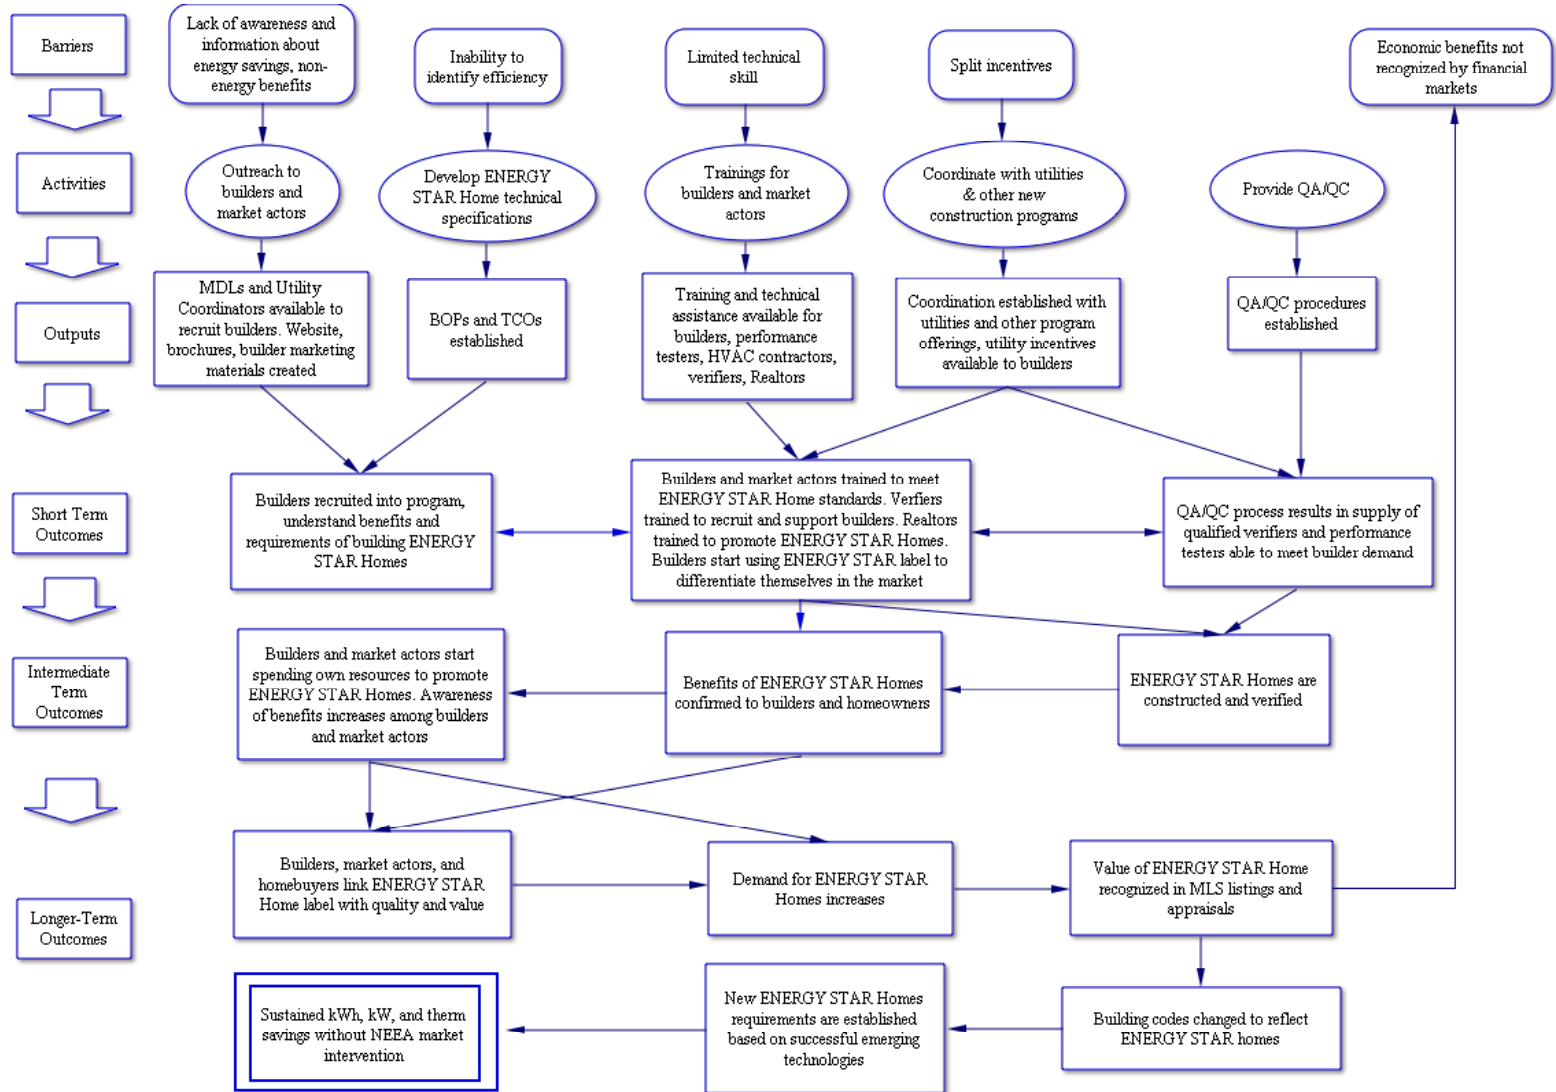 Barriers
Lack of awareness and
information about
energy savings, non-
energy benefits
Inability to
identify efficiency
Limited technical
skill
Split incentives
Economic benefits not
recognized by financial
markets
Activities
Outreach to
builders and
market actors
Develop ENERGY
STAR Home technical
specifications
Trainings for
builders and market
actors
Coordinate with utilities
& other new
construction programs
Provide QA/QC
Outputs
MDLs and Utility
Coordinators available to
recruit builders. Website,
brochures, builder marketing
materials created
BOPs and TCOs
established
Training and technical
assistance available for
builders, performance
testers, HVAC contractors,
verifiers, Realtors
Coordination established with
utilities and other program
offerings, utility incentives
available to builders
QA/QC procedures
established
Short Term
Outcomes
Builders recruited into program,
understand benefits and
requirements of building ENERGY
STAR Homes
Builders and market actors trained to meet
ENERGY STAR Home standards. Verfiers
trained to recruit and support builders. Realtors
trained to promote ENERGY STAR Homes.
Builders start using ENERGY STAR label to
differentiate themselves in the market
QA/QC process results in supply of
qualified verifiers and performance
testers able to meet builder demand
Intermediate
Term
Outcomes
Builders and market actors start
spending own resources to promote
ENERGY STAR Homes. Awareness
of benefits increases among builders
and market actors
Benefits of ENERGY STAR Homes
confirmed to builders and homeowners
ENERGY STAR Homes are
constructed and verified
Longer-Term
Outcomes
Builders, market actors, and
homebuyers link ENERGY STAR
Home label with quality and value
Demand for ENERGY STAR
Homes increases
Value of ENERGY STAR Home
recognized in MLS listings and
appraisals
Sustained kWh, kW, and therm
savings without NEEA market
intervention
New ENERGY STAR Homes
requirements are established
based on successful emerging
technologies
Building codes changed to reflect
ENERGY STAR homes